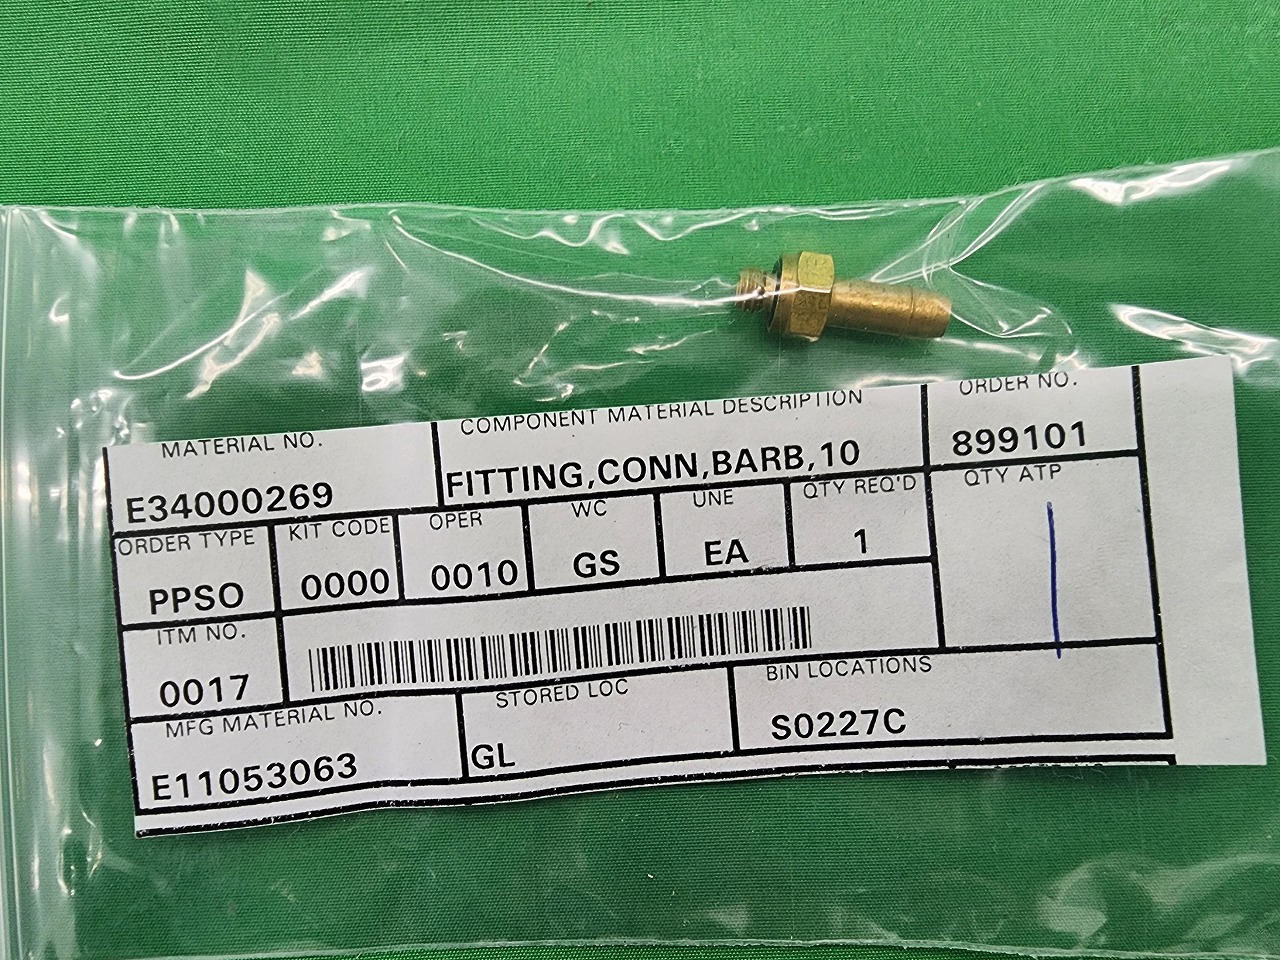 MATERIAL NO.
E34000269
COMPONENT MATERIAL DESCRIPTION
FITTING,CONN,BARB,10
ORDER NO.
899101
ORDER TYPE
PPSO
KIT CODE
0000
OPER
0010
WC
GS
UNE
EA
QTY REQ'D
1
QTY ATP
ITM NO.
0017
MFG MATERIAL NO.
E11053063
STORED LOC
GL
BIN LOCATIONS
S0227C